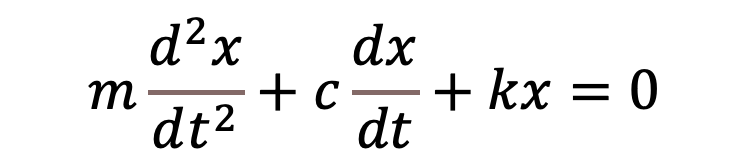 m d²x/dt² + c dx/dt + kx = 0